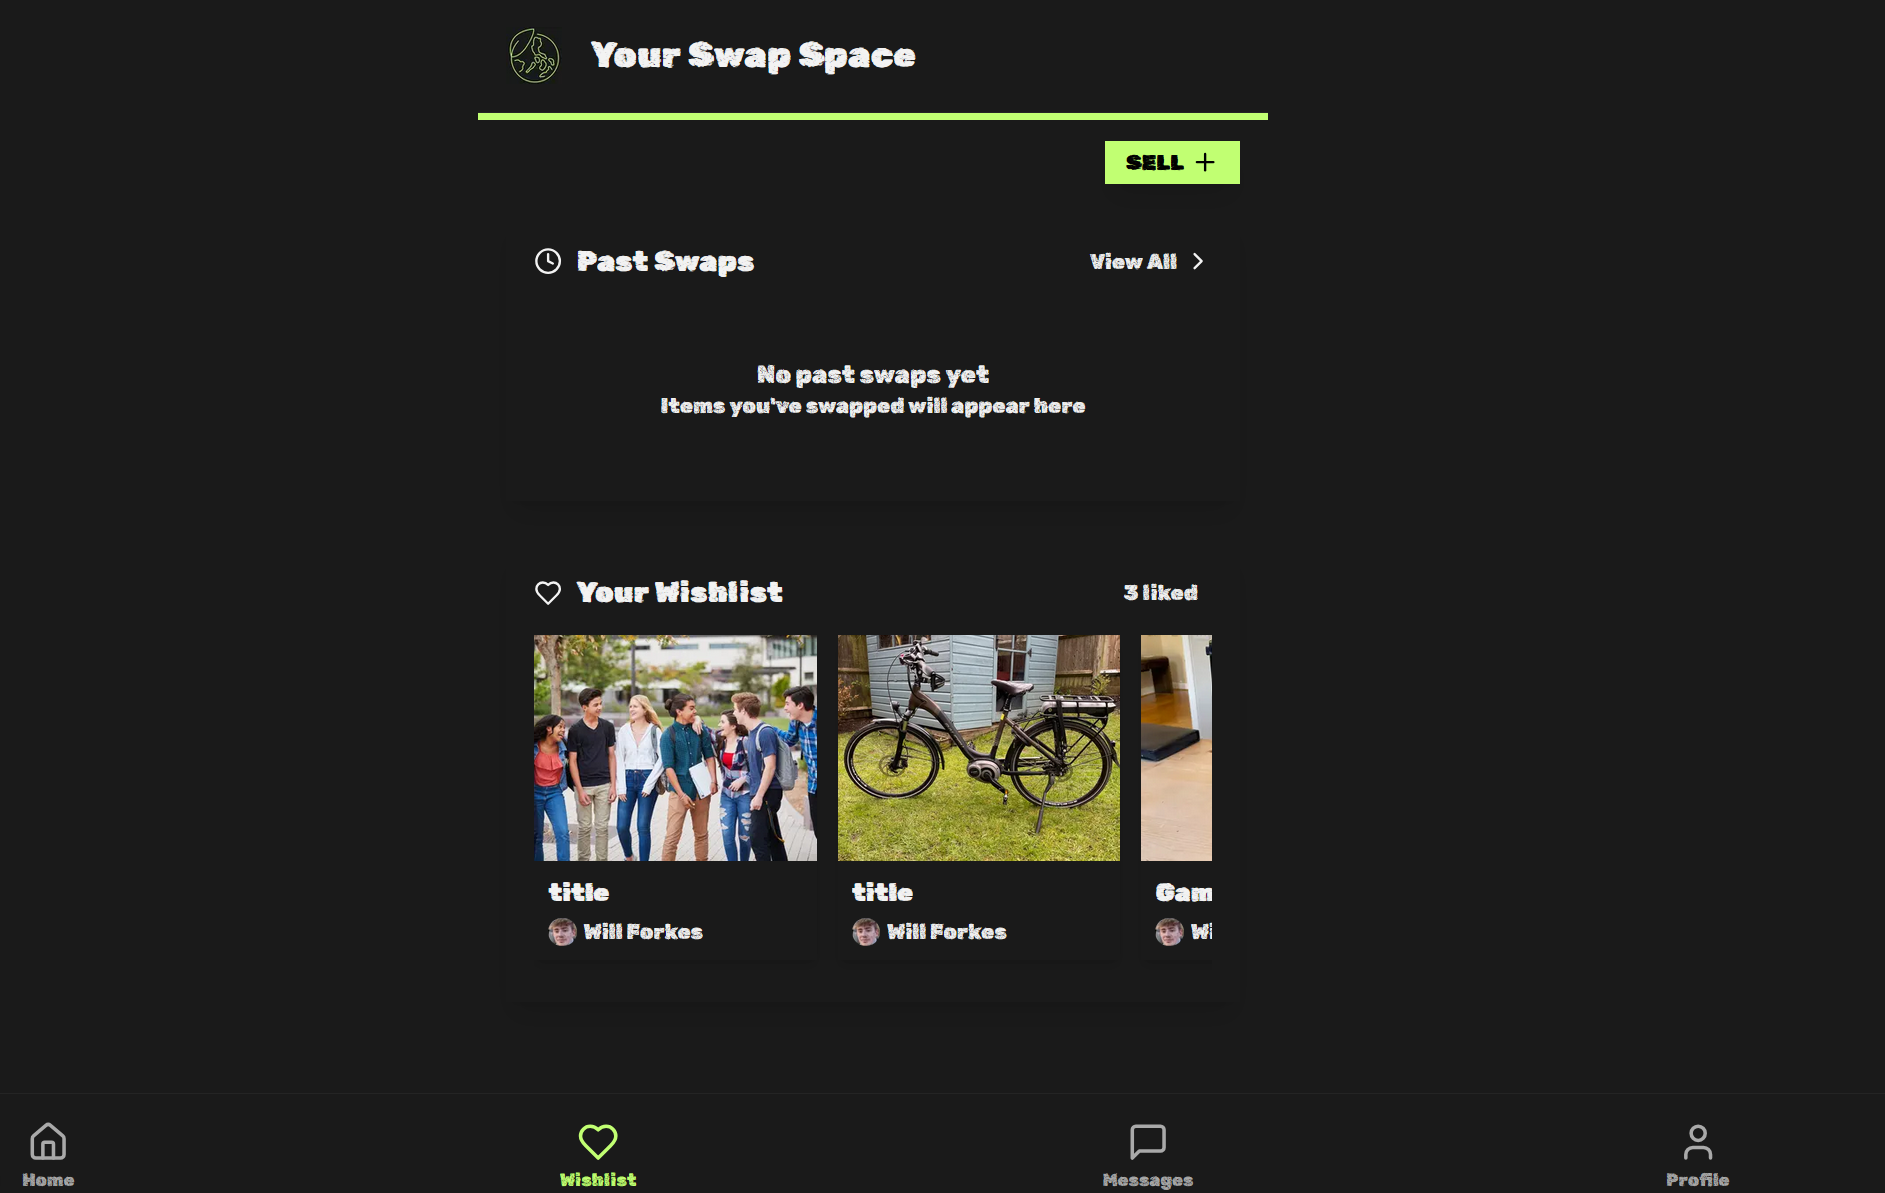 Your Swap Space
SELL
Past Swaps
View All
No past swaps yet
Items you've swapped will appear here
Your Wishlist
3 liked
title
Will Forkes
title
Will Forkes
Gam
Wi
Home
Wishlist
Messages
Profile